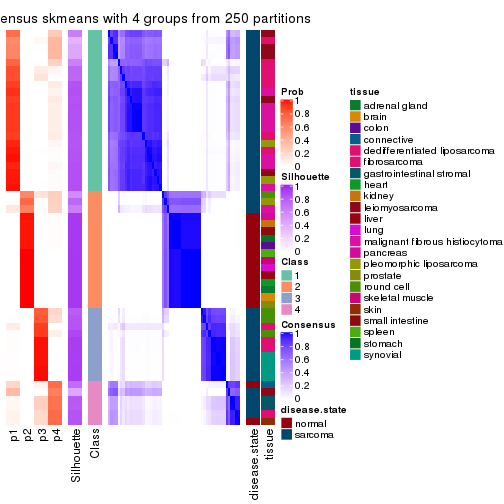 ensus skmeans with 4 groups from 250 partitions
p1
p2
p3
p4
Silhouette
Class
disease.state
tissue
Prob
1
0.8
0.6
0.4
0.2
0
Silhouette
1
0.8
0.6
0.4
0.2
0
Class
1
2
3
4
Consensus
1
0.8
0.6
0.4
0.2
0
disease.state
normal
sarcoma
tissue
adrenal gland
brain
colon
connective
dedifferentiated liposarcoma
fibrosarcoma
gastrointestinal stromal
heart
kidney
leiomyosarcoma
liver
lung
malignant fibrous histiocytoma
pancreas
pleomorphic liposarcoma
prostate
round cell
skeletal muscle
skin
small intestine
spleen
stomach
synovial